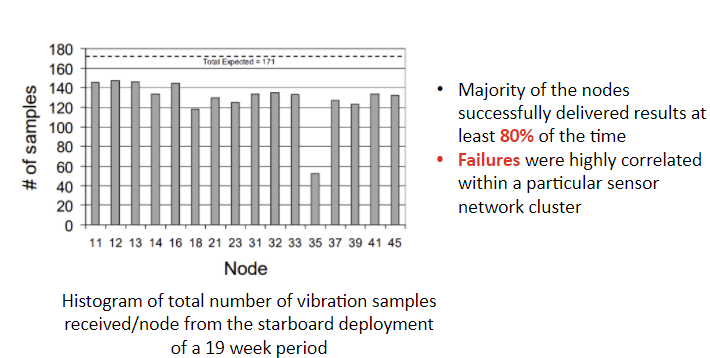 180
160
140
120
100
80
60
40
20
0
# of samples
Total Expected = 171
11 12 13 14 16 18 21 23 31 32 33 35 37 39 41 45
Node
Histogram of total number of vibration samples
received/node from the starboard deployment
of a 19 week period
• Majority of the nodes
successfully delivered results at
least 80% of the time
• Failures were highly correlated
within a particular sensor
network cluster